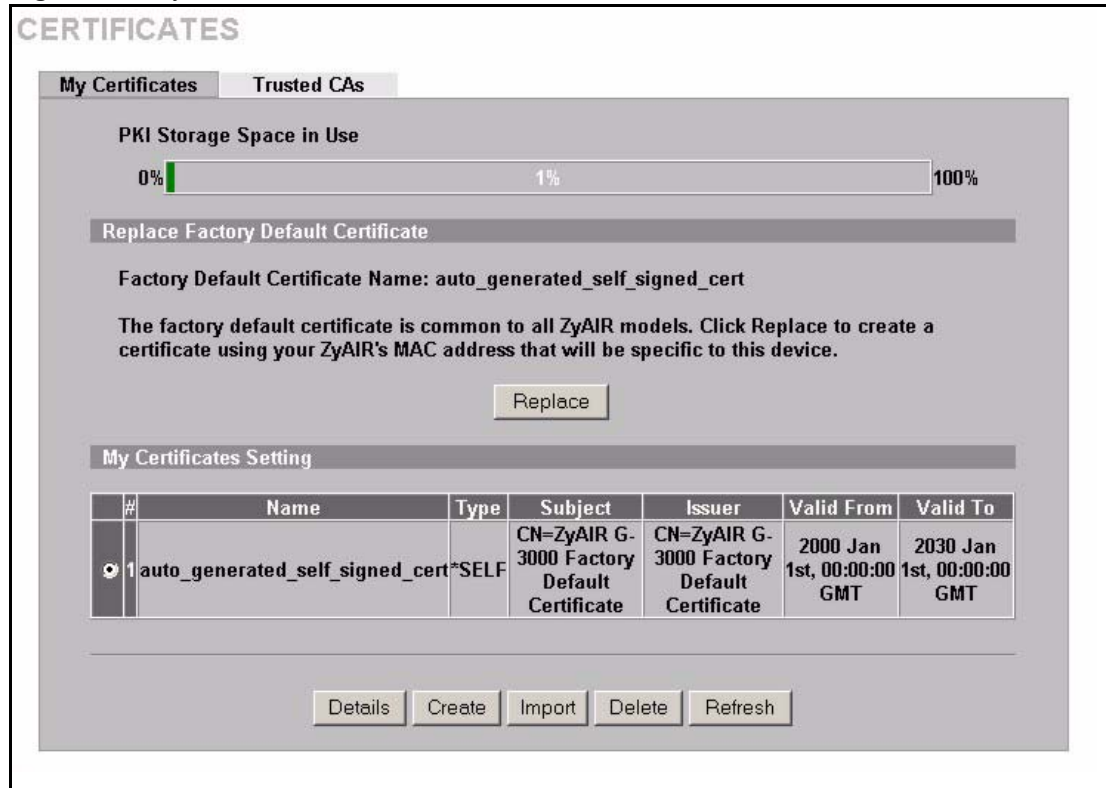 CERTIFICATES
My Certificates Trusted CAs
PKI Storage Space in Use
0% 1% 100%
Replace Factory Default Certificate
Factory Default Certificate Name: auto_generated_self_signed_cert
The factory default certificate is common to all ZyAIR models. Click Replace to create a
certificate using your ZyAIR's MAC address that will be specific to this device.
Replace
My Certificates Setting
# Name Type Subject Issuer Valid From Valid To
1 auto_generated_self_signed_cert *SELF CN=ZyAIR G-3000 Factory Default Certificate CN=ZyAIR G-3000 Factory Default Certificate 2000 Jan 1st, 00:00:00 GMT 2030 Jan 1st, 00:00:00 GMT
Details Create Import Delete Refresh